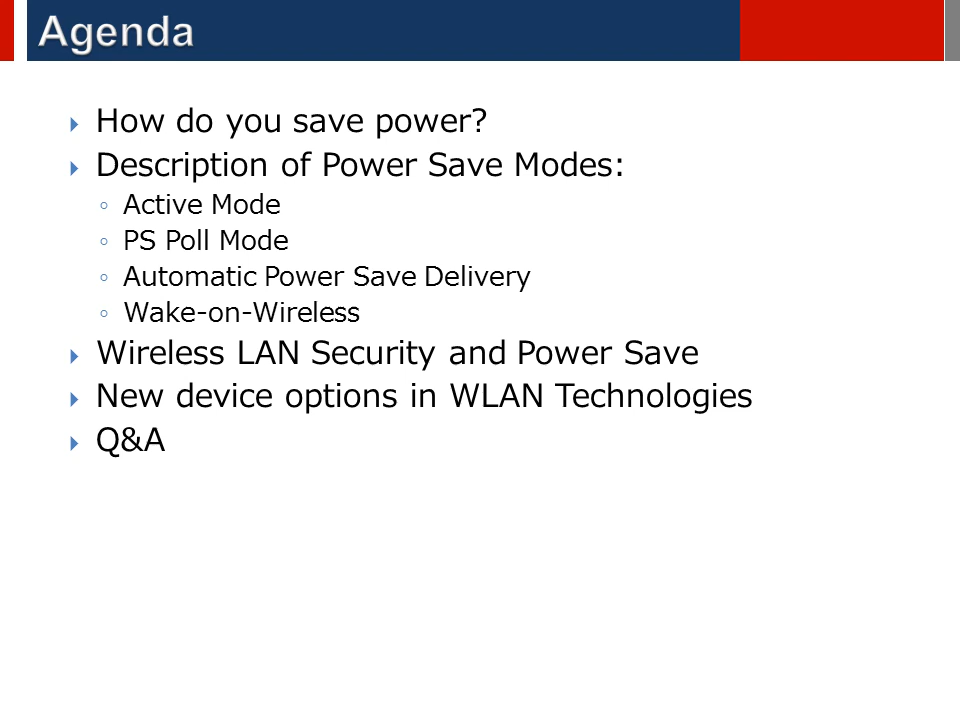 Agenda
How do you save power?
Description of Power Save Modes:
Active Mode
PS Poll Mode
Automatic Power Save Delivery
Wake-on-Wireless
Wireless LAN Security and Power Save
New device options in WLAN Technologies
Q&A